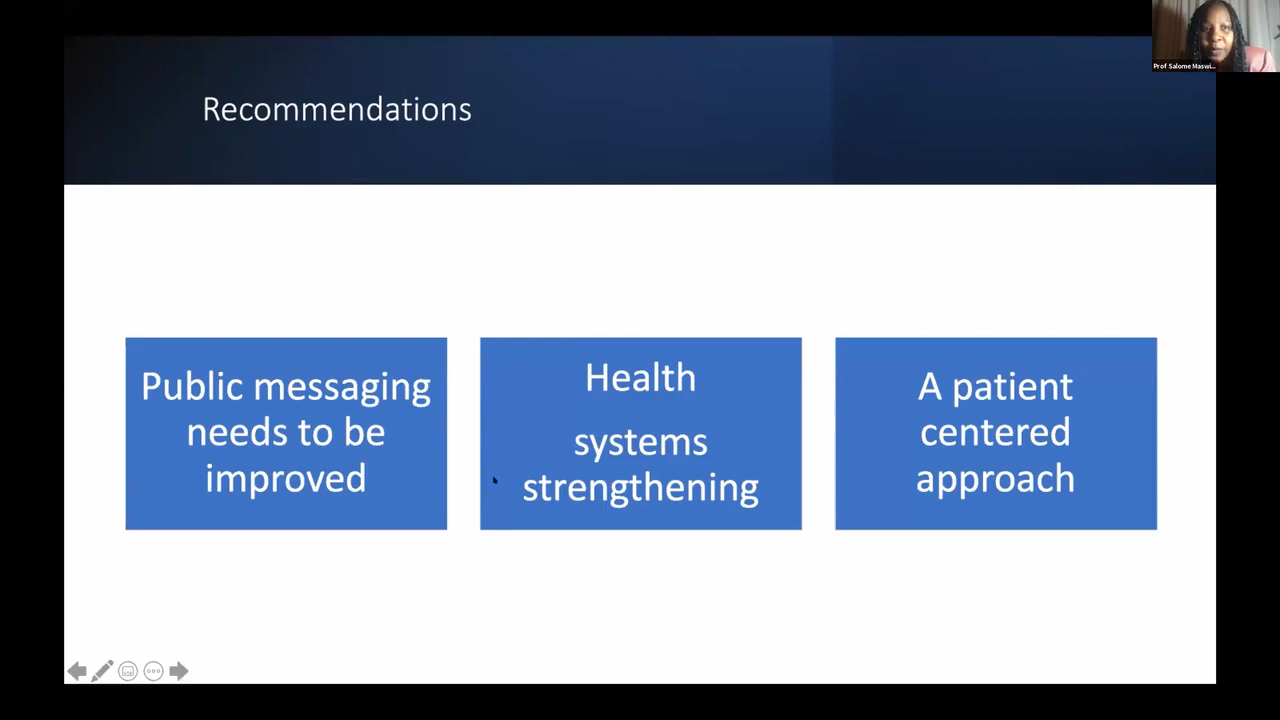 Prof Salome Maswi...
Recommendations
Public messaging
needs to be
improved
Health
systems
strengthening
A patient
centered
approach